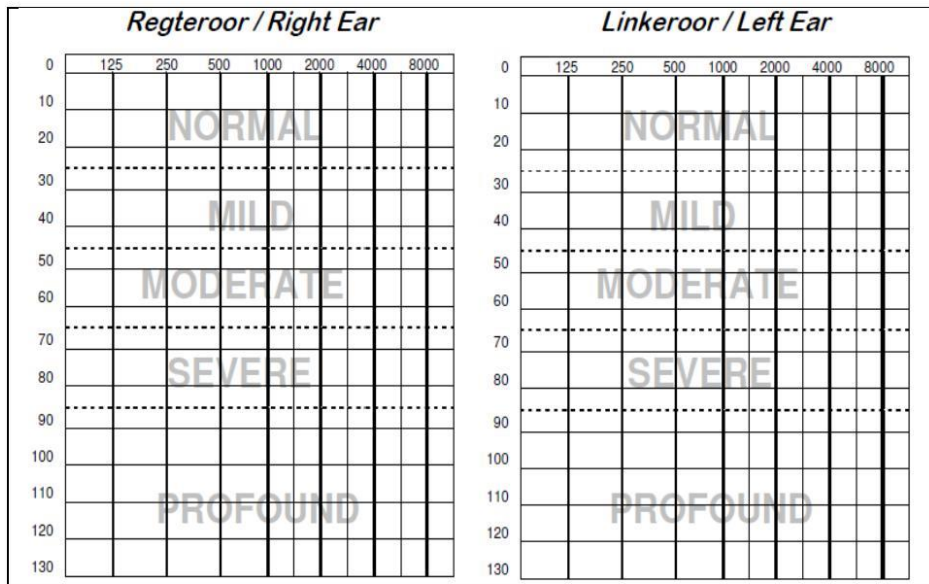 Regteroor / Right Ear
0 125 250 500 1000 2000 4000 8000
10
NORMAL
20
30
MILD
40
50
MODERATE
60
70
SEVERE
80
90
100
110
PROFOUND
120
130
Linkeroor / Left Ear
0 125 250 500 1000 2000 4000 8000
10
NORMAL
20
30
MILD
40
50
MODERATE
60
70
SEVERE
80
90
100
110
PROFOUND
120
130